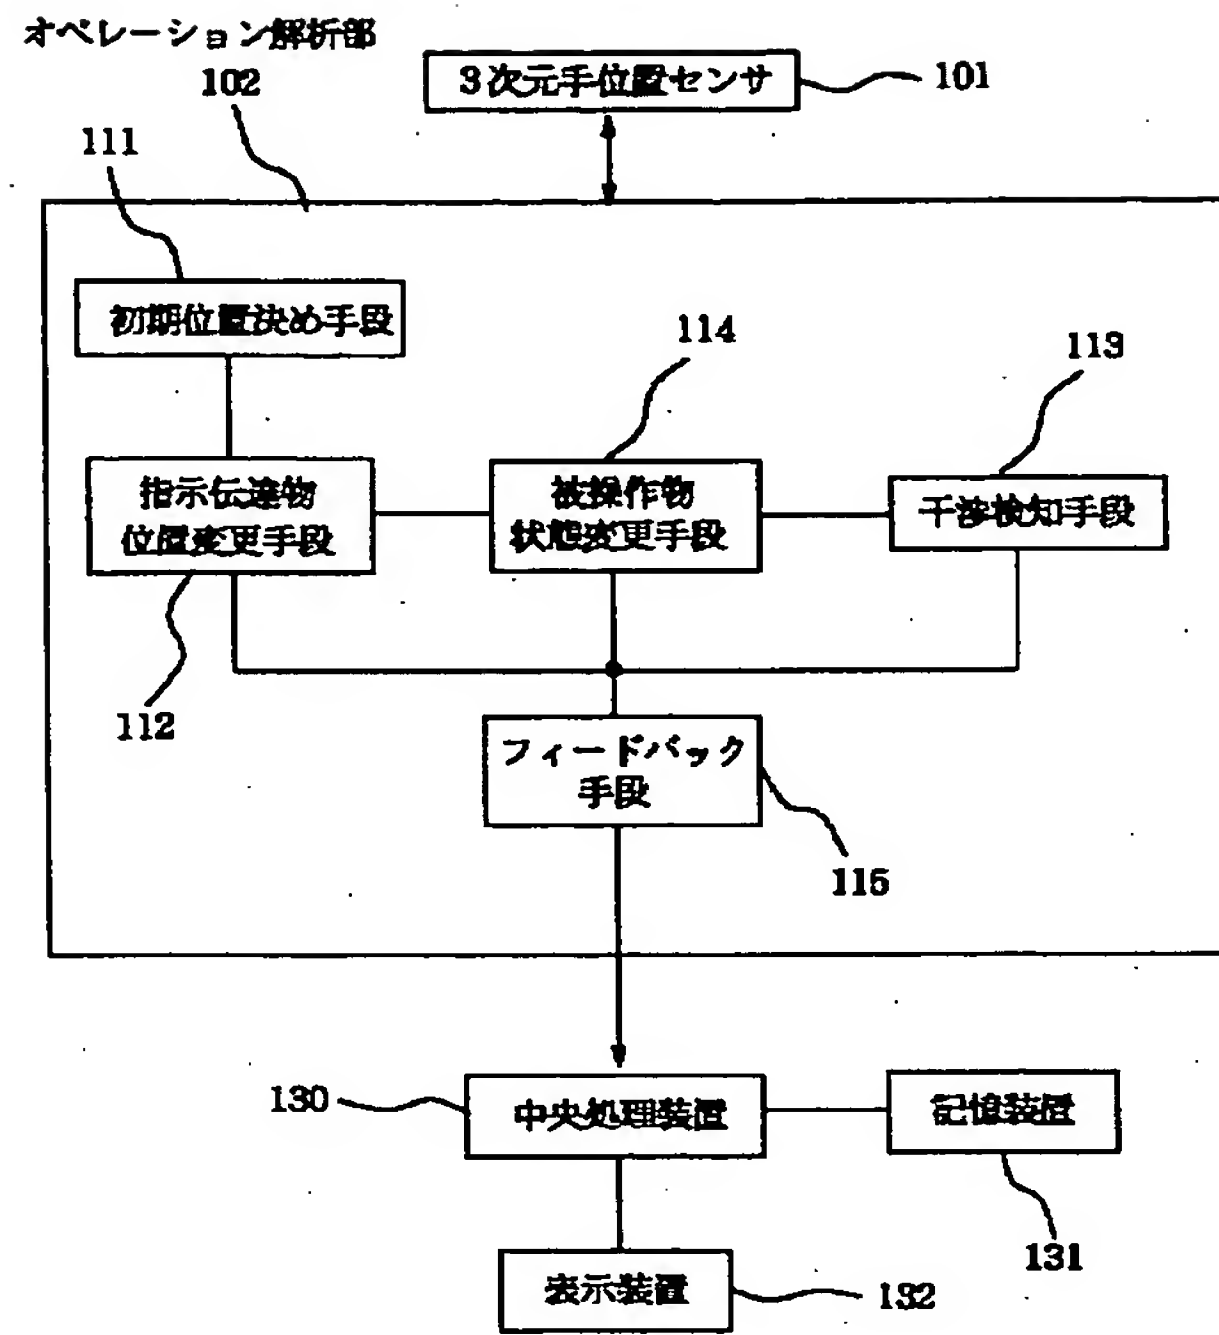 オペレーション解析部
102
3次元手位置センサ
101
111
初期位置決め手段
114
113
指示伝達物
位置変更手段
被操作物
状態変更手段
干渉検知手段
112
フィードバック
手段
115
130
中央処理装置
記憶装置
131
表示装置
132